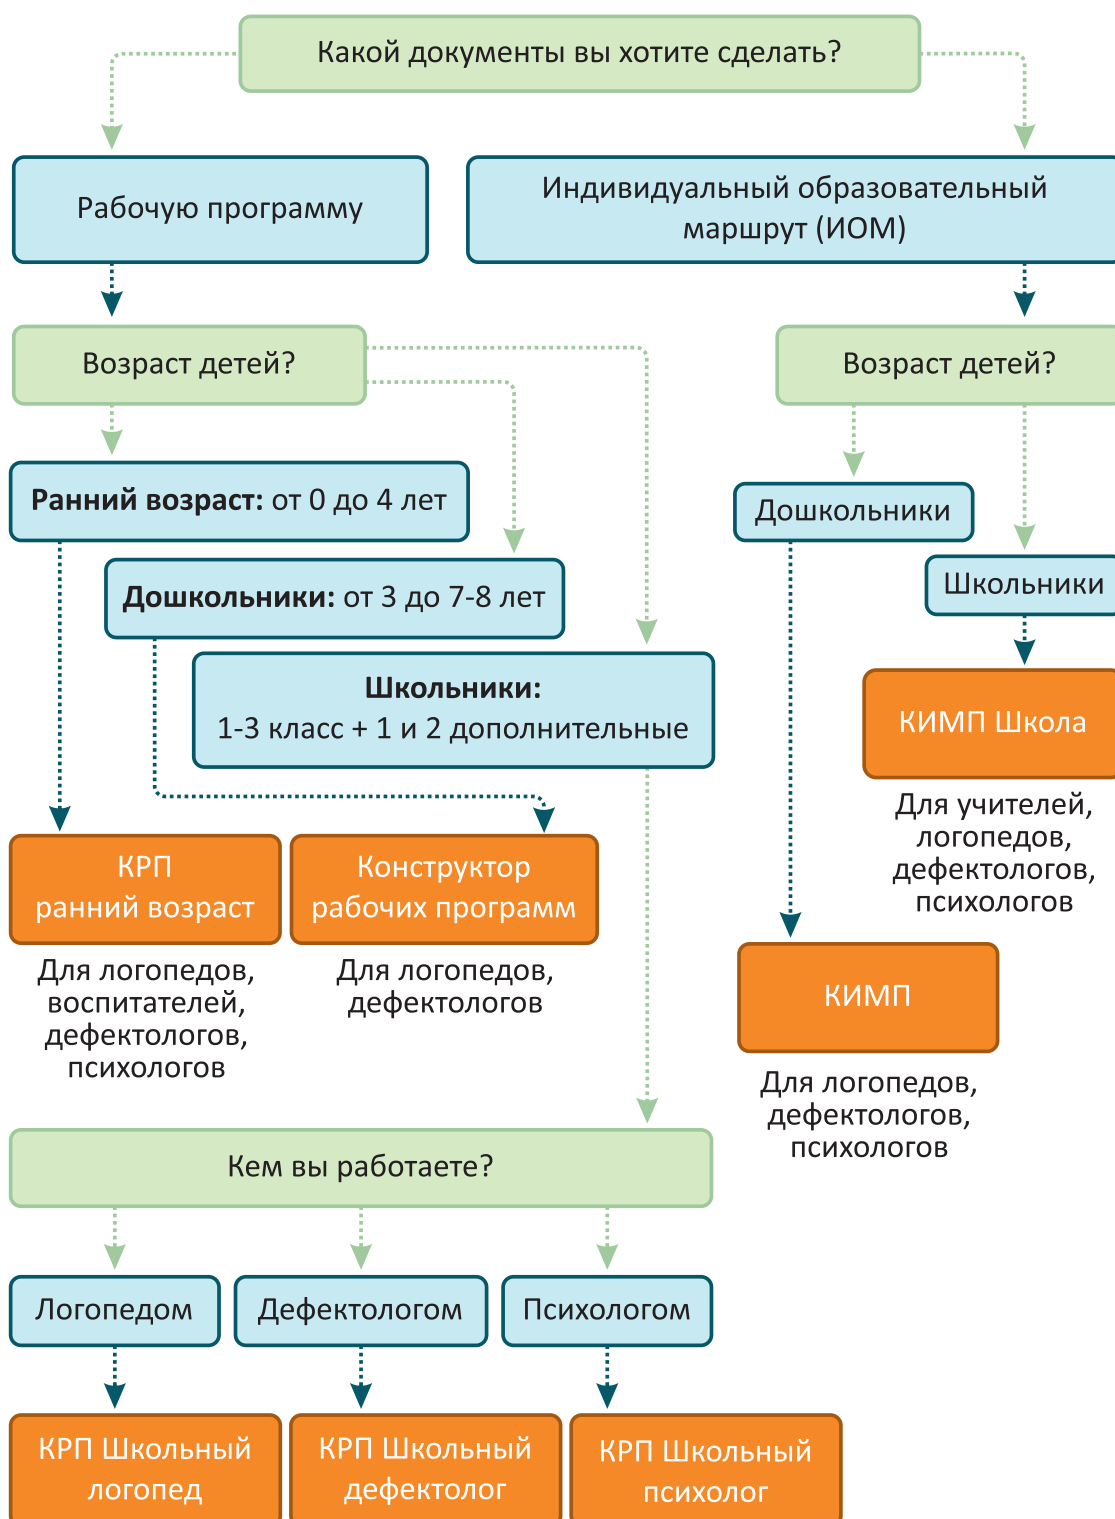 Какой документы вы хотите сделать?
Рабочую программу
Индивидуальный образовательный
маршрут (ИОМ)
Возраст детей?
Возраст детей?
Ранний возраст: от 0 до 4 лет
Дошкольники
Дошкольники: от 3 до 7-8 лет
Школьники
Школьники:
1-3 класс + 1 и 2 дополнительные
КИМП Школа
Для учителей,
логопедов,
дефектологов,
психологов
КРП
ранний возраст
Конструктор
рабочих программ
Для логопедов,
воспитателей,
дефектологов,
психологов
Для логопедов,
дефектологов
КИМП
Для логопедов,
дефектологов,
психологов
Кем вы работаете?
Логопедом
Дефектологом
Психологом
КРП Школьный
логопед
КРП Школьный
дефектолог
КРП Школьный
психолог